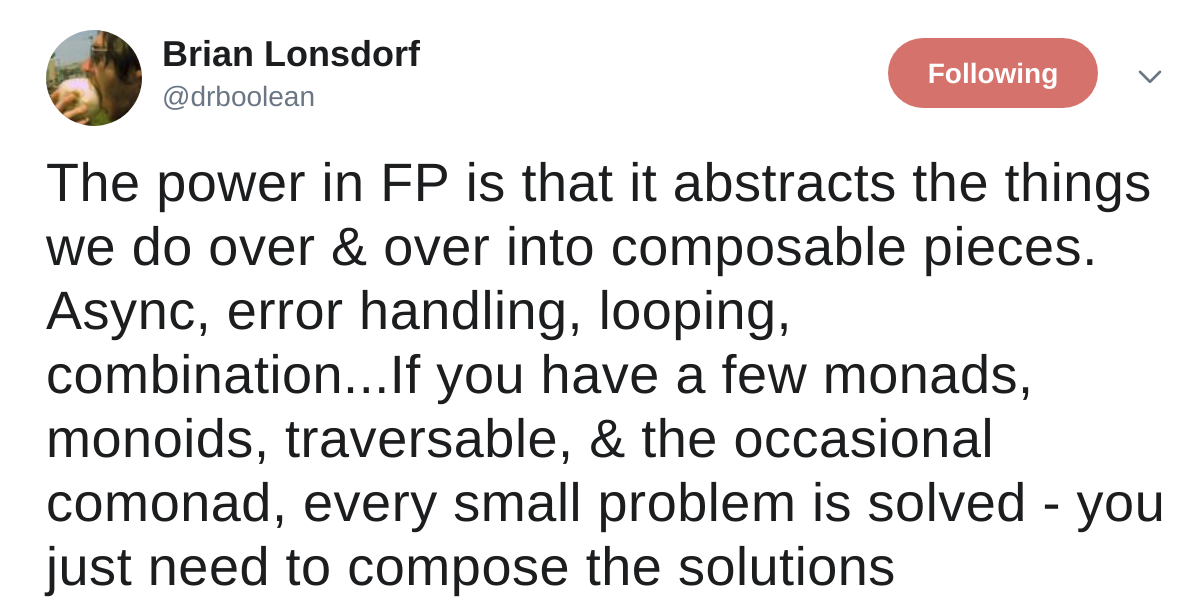 Brian Lonsdorf
@drboolean
Following
The power in FP is that it abstracts the things
we do over & over into composable pieces.
Async, error handling, looping,
combination...If you have a few monads,
monoids, traversable, & the occasional
comonad, every small problem is solved - you
just need to compose the solutions